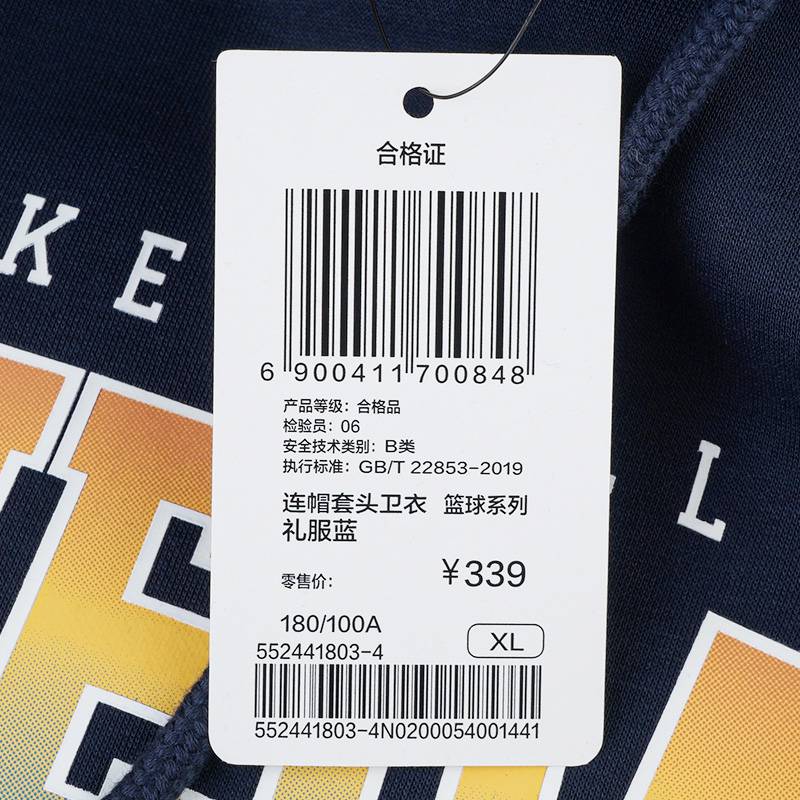 合格证
6 900411 700848
产品等级：合格品
检验员：06
安全技术类别：B类
执行标准：GB/T 22853-2019
连帽套头卫衣 篮球系列
礼服蓝
零售价： ¥339
180/100A
552441803-4 XL
552441803-4N0200054001441
KE
L